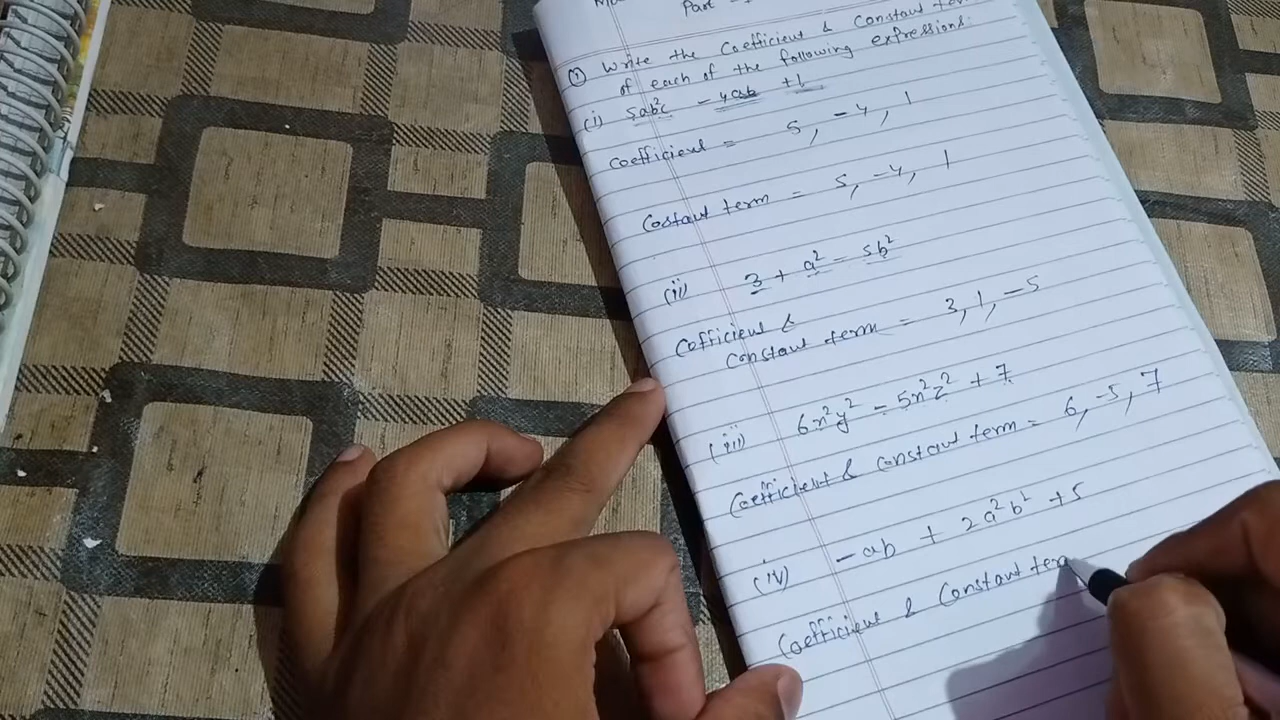 Part
① Write the Coefficient & Constant
of each of the following expressions:
(i) 5ab²c - 4ab + 1
Coefficient = 5, -4, 1
Costant term = 5, -4, 1
(ii) 3 + a² - 5b²
Cofficient &
Constant term = 3, 1, -5
(iii) 6x²y² - 5x²z² + 7
Coefficient & Constant term = 6, -5, 7
(iv) -ab + 2a²b² + 5
Coefficient & Constant term